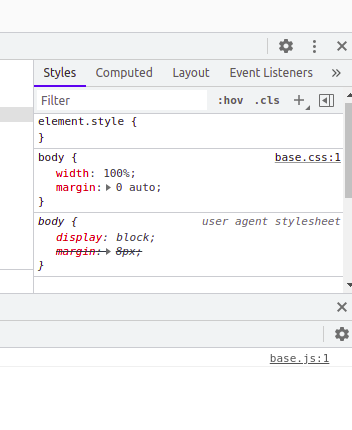 Styles Computed Layout Event Listeners »
Filter :hov .cls +
element.style {
}
body { base.css:1
width: 100%;
margin: 0 auto;
}
body { user agent stylesheet
display: block;
margin: 8px;
}
base.js:1